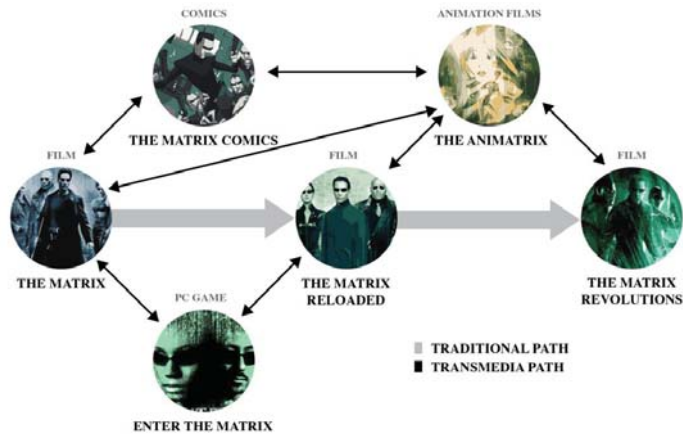 COMICS
ANIMATION FILMS
THE MATRIX COMICS
THE ANIMATRIX
FILM
FILM
FILM
THE MATRIX
THE MATRIX
RELOADED
THE MATRIX
REVOLUTIONS
PC GAME
ENTER THE MATRIX
TRADITIONAL PATH
TRANSMEDIA PATH